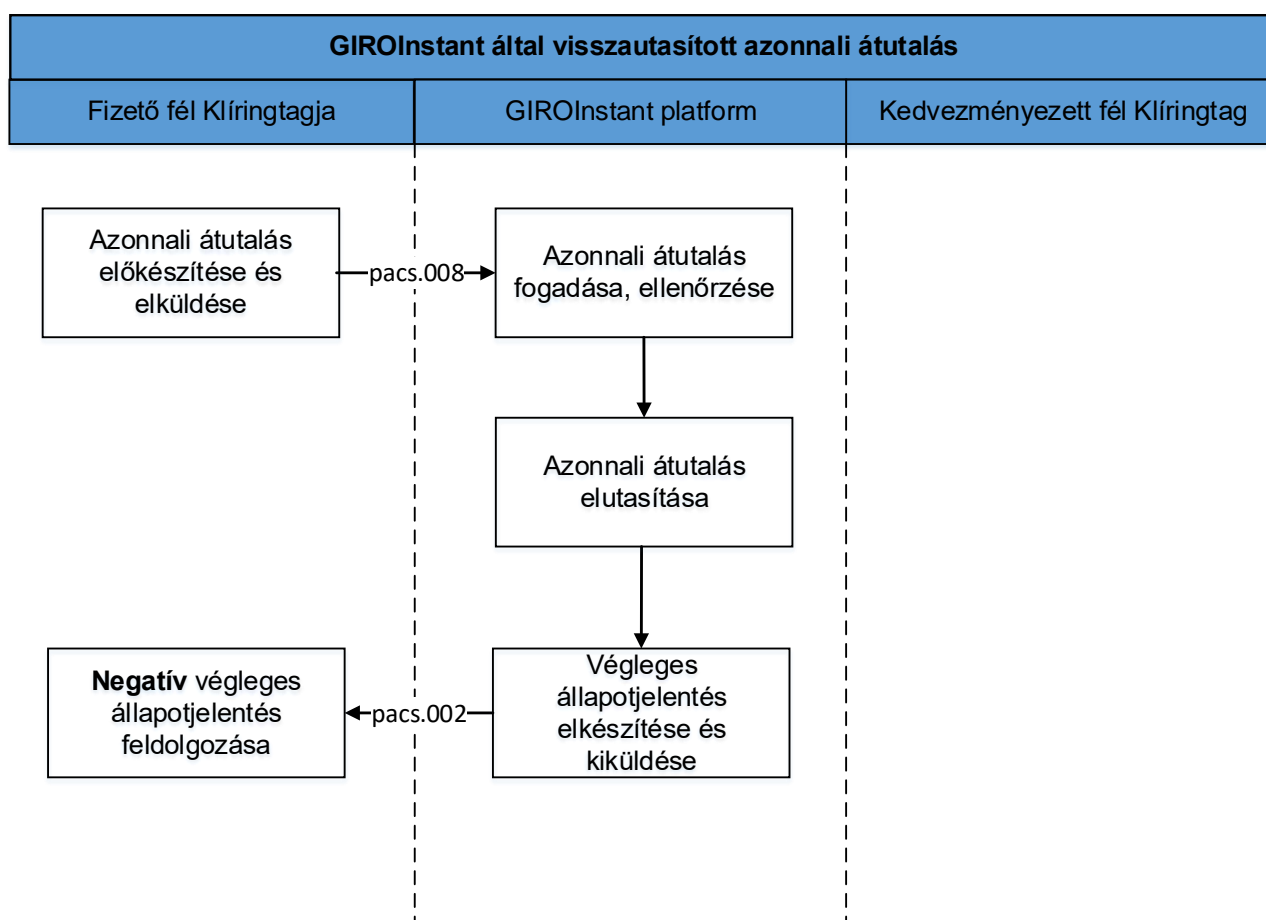 GIROInstant által visszautasított azonnali átutalás
Fizető fél Klíringtagja
GIROInstant platform
Kedvezményezett fél Klíringtag
Azonnali átutalás
előkészítése és
elküldése
pacs.008
Azonnali átutalás
fogadása, ellenőrzése
Azonnali átutalás
elutasítása
Negatív végleges
állapotjelentés
feldolgozása
pacs.002
Végleges
állapotjelentés
elkészítése és
kiküldése